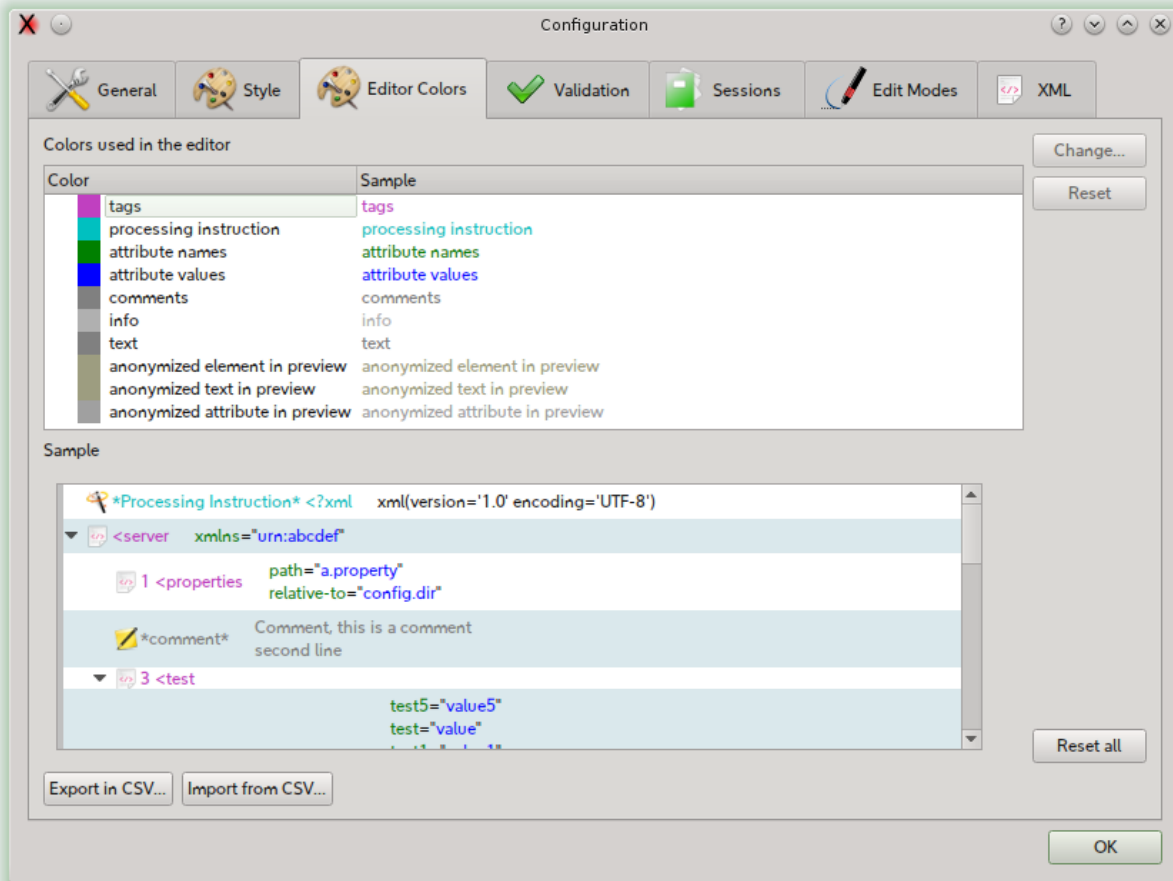 Configuration
General Style Editor Colors Validation Sessions Edit Modes XML
Colors used in the editor
Change...
Color Sample
Reset
tags tags
processing instruction processing instruction
attribute names attribute names
attribute values attribute values
comments comments
info info
text text
anonymized element in preview anonymized element in preview
anonymized text in preview anonymized text in preview
anonymized attribute in preview anonymized attribute in preview
Sample
*Processing Instruction* <?xml xml(version='1.0' encoding='UTF-8')
<server xmlns="urn:abcdef"
1 <properties path="a.property"
relative-to="config.dir"
*comment* Comment, this is a comment
second line
3 <test
test5="value5"
test="value"
Reset all
Export in CSV... Import from CSV...
OK